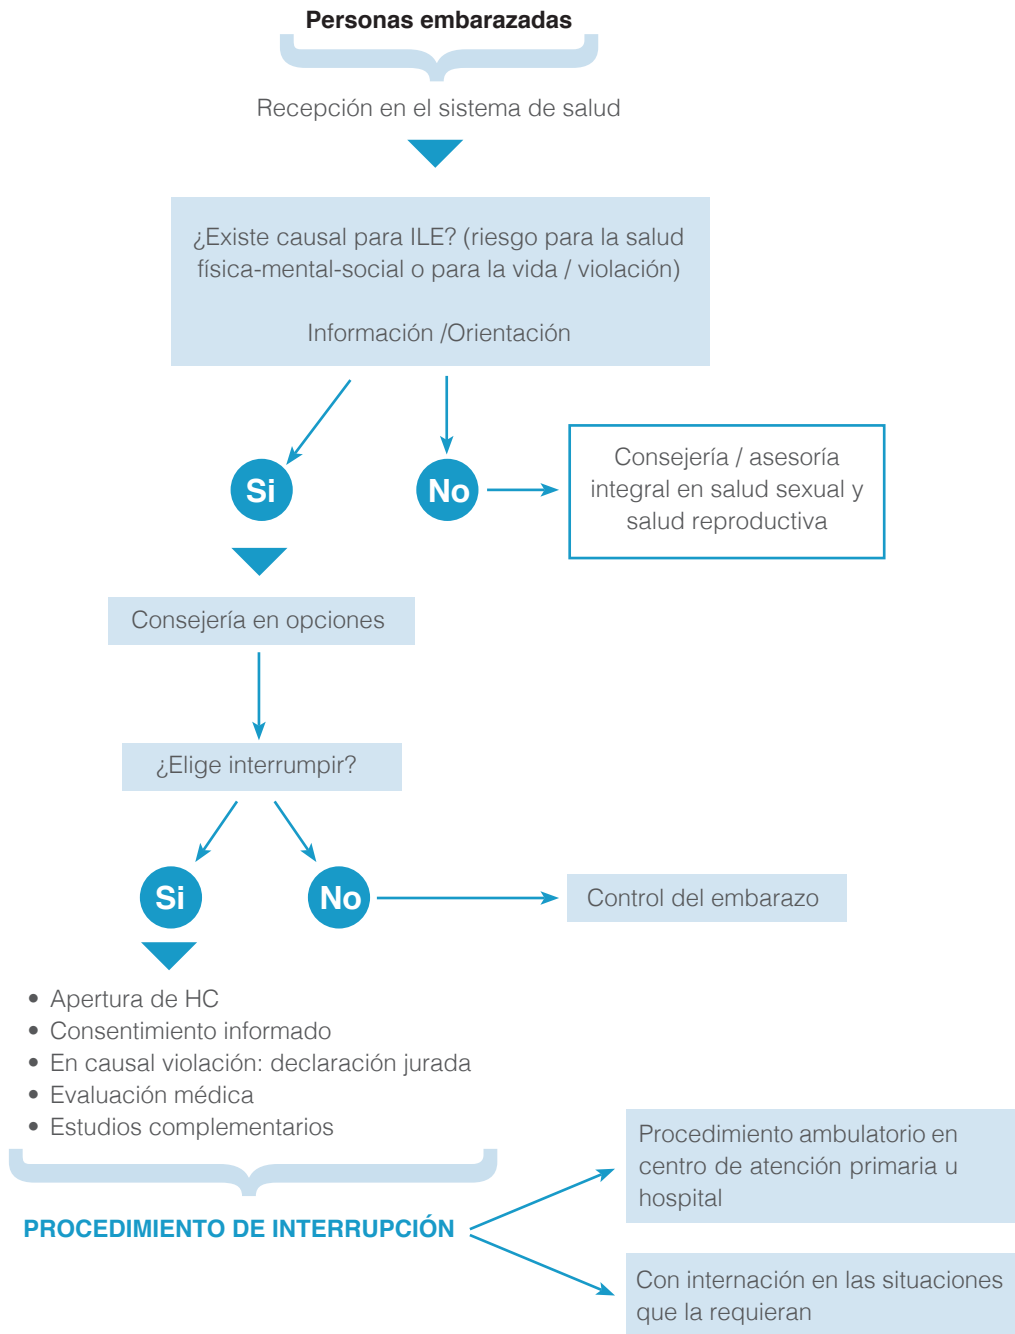 Personas embarazadas
Recepción en el sistema de salud
¿Existe causal para ILE? (riesgo para la salud
física-mental-social o para la vida / violación)
Información /Orientación
Si
No
Consejería / asesoría
integral en salud sexual y
salud reproductiva
Consejería en opciones
¿Elige interrumpir?
Si
No
Control del embarazo
• Apertura de HC
• Consentimiento informado
• En causal violación: declaración jurada
• Evaluación médica
• Estudios complementarios
PROCEDIMIENTO DE INTERRUPCIÓN
Procedimiento ambulatorio en
centro de atención primaria u
hospital
Con internación en las situaciones
que la requieran